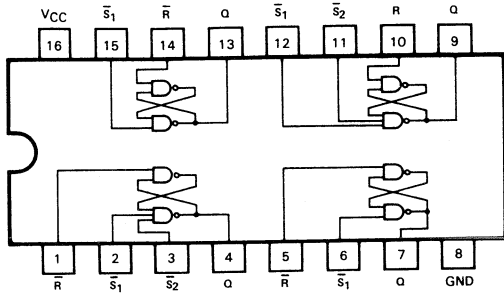 VCC S̅1 R̅ Q S̅1 S̅2 R Q
16 15 14 13 12 11 10 9
1 2 3 4 5 6 7 8
R̅ S̅1 S̅2 Q R̅ S̅1 Q GND